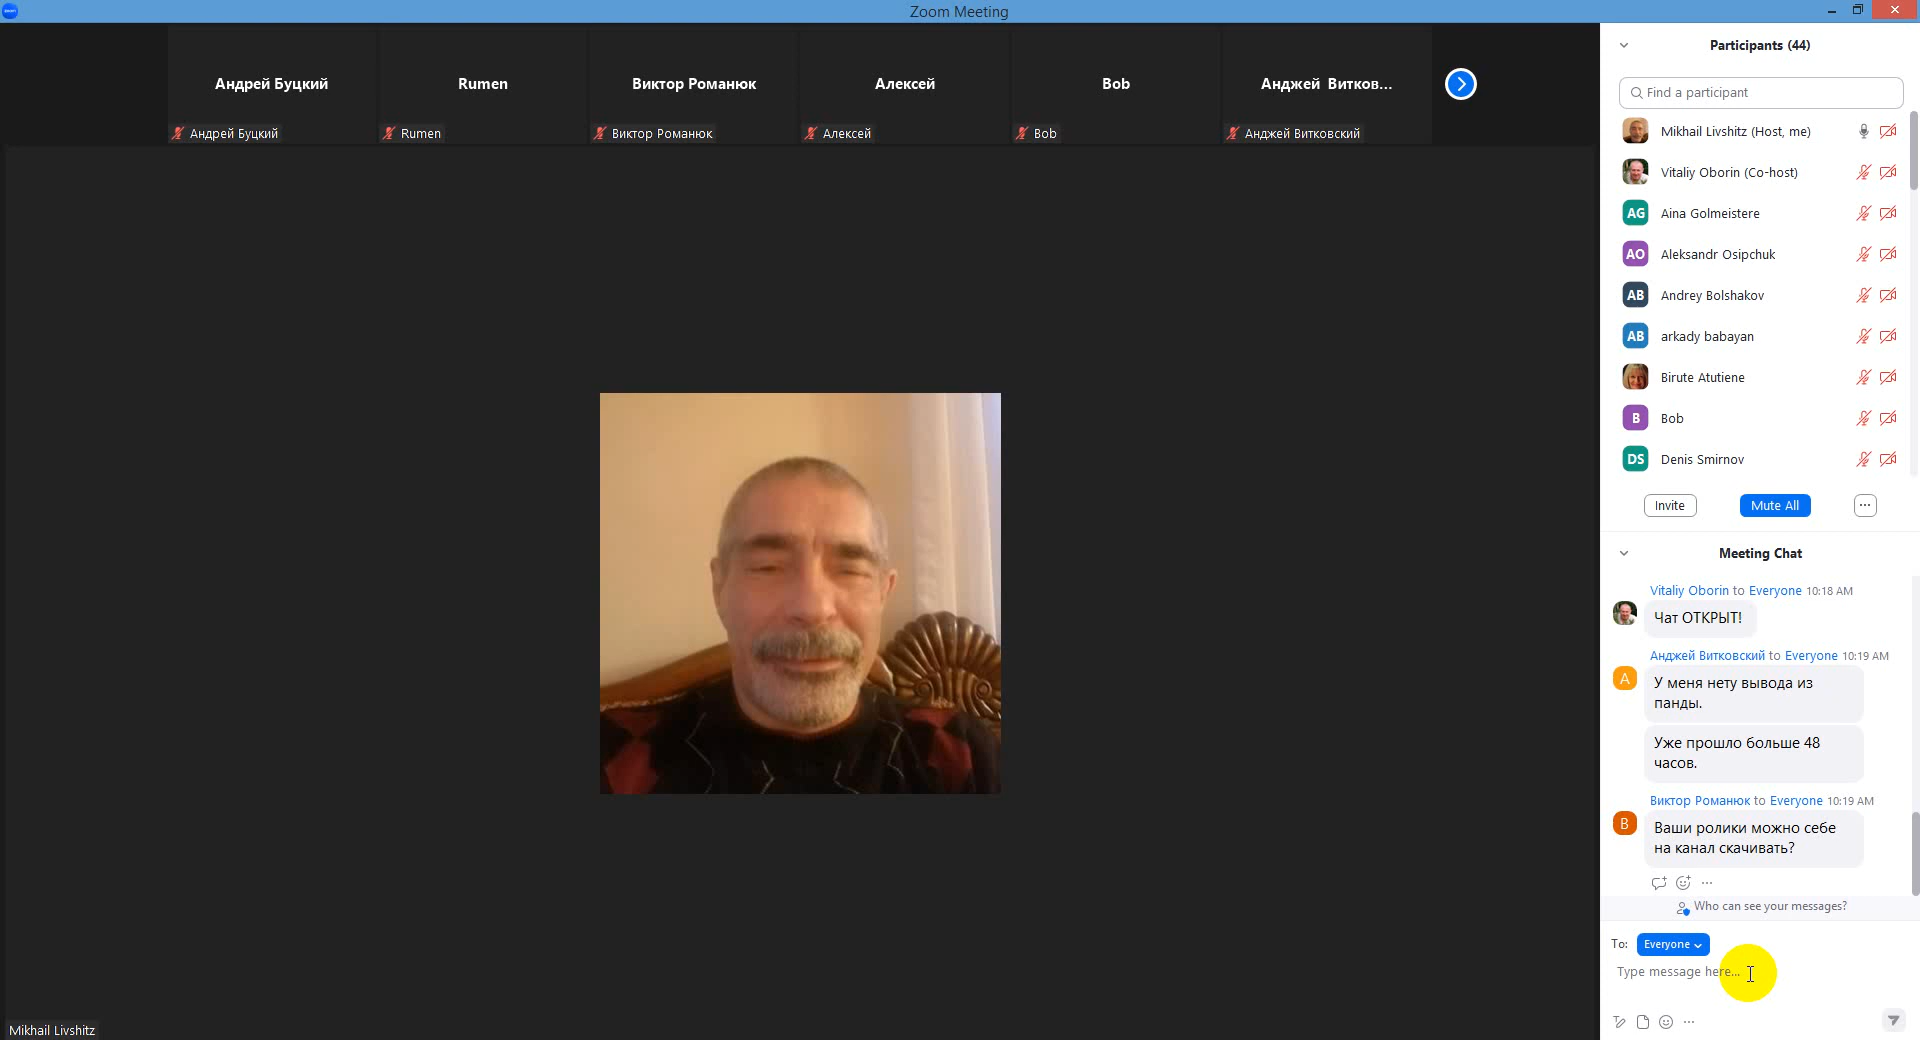 Zoom Meeting
Андрей Буцкий
Rumen
Виктор Романюк
Алексей
Bob
Анджей Витков...
Андрей Буцкий
Rumen
Виктор Романюк
Алексей
Bob
Анджей Витковский
Mikhail Livshitz
Participants (44)
Find a participant
Mikhail Livshitz (Host, me)
Vitaliy Oborin (Co-host)
AG Aina Golmeistere
AO Aleksandr Osipchuk
AB Andrey Bolshakov
AB arkady babayan
Birute Atutiene
B Bob
DS Denis Smirnov
Invite
Mute All
Meeting Chat
Vitaliy Oborin to Everyone 10:18 AM
Чат ОТКРЫТ!
Анджей Витковский to Everyone 10:19 AM
А
У меня нету вывода из
панды.
Уже прошло больше 48
часов.
Виктор Романюк to Everyone 10:19 AM
В
Ваши ролики можно себе
на канал скачивать?
Who can see your messages?
To: Everyone
Type message here...